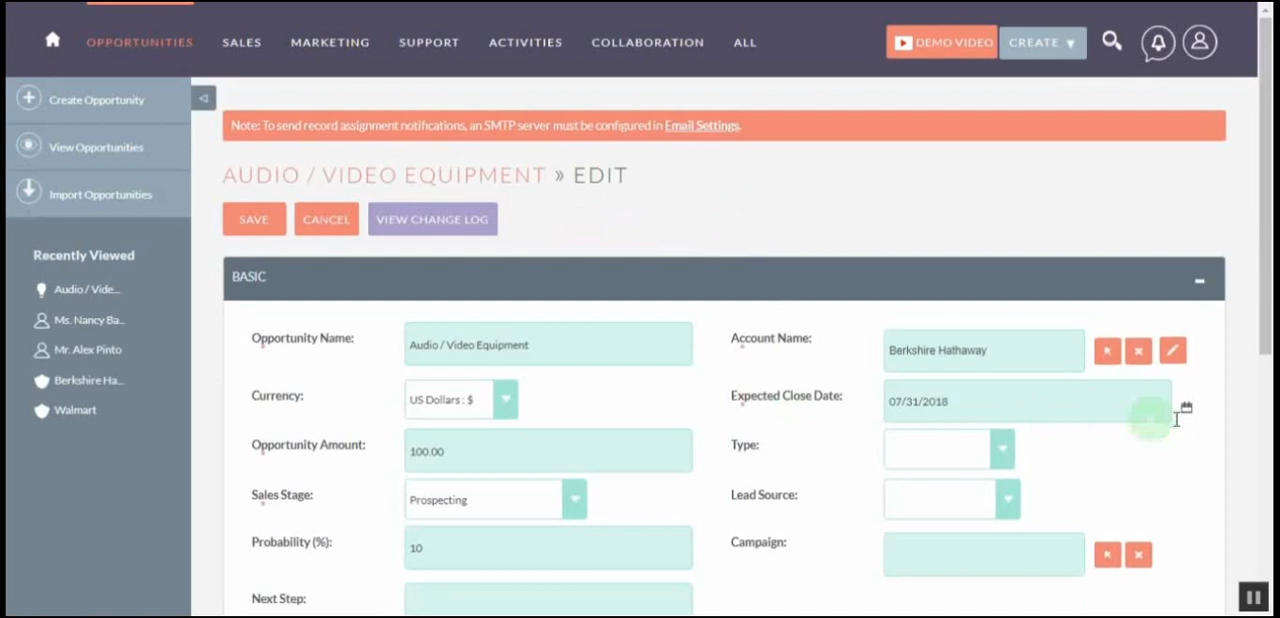 OPPORTUNITIES SALES MARKETING SUPPORT ACTIVITIES COLLABORATION ALL DEMO VIDEO CREATE
Create Opportunity
View Opportunities
Import Opportunities
Recently Viewed
Audio / Vide...
Ms. Nancy Ba...
Mr. Alex Pinto
Berkshire Ha...
Walmart
Note: To send record assignment notifications, an SMTP server must be configured in Email Settings.
AUDIO / VIDEO EQUIPMENT » EDIT
SAVE CANCEL VIEW CHANGE LOG
BASIC
Opportunity Name: Audio / Video Equipment Account Name: Berkshire Hathaway
Currency: US Dollars : $ Expected Close Date: 07/31/2018
Opportunity Amount: 100.00 Type:
Sales Stage: Prospecting Lead Source:
Probability (%): 10 Campaign:
Next Step: